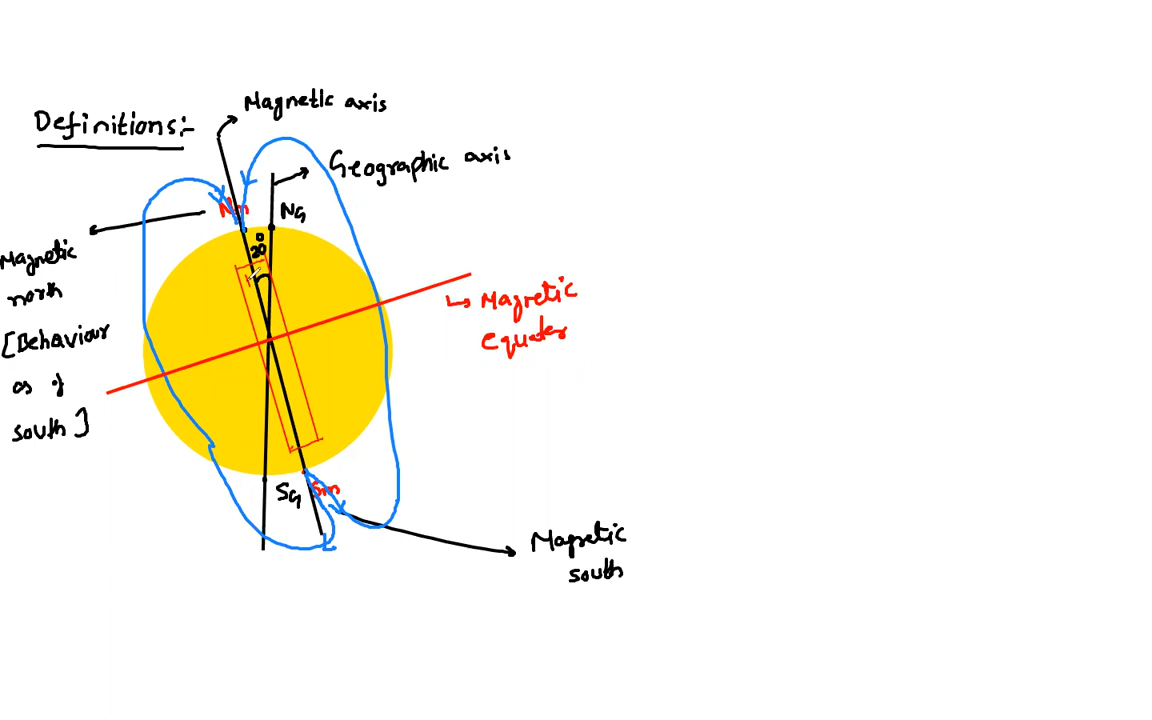 Magnetic axis
Definitions:-
Geographic axis
Nm
NG
20°
Magnetic
north
[Behaviour
as of
south]
Magnetic
equator
SG
Sm
Magnetic
south